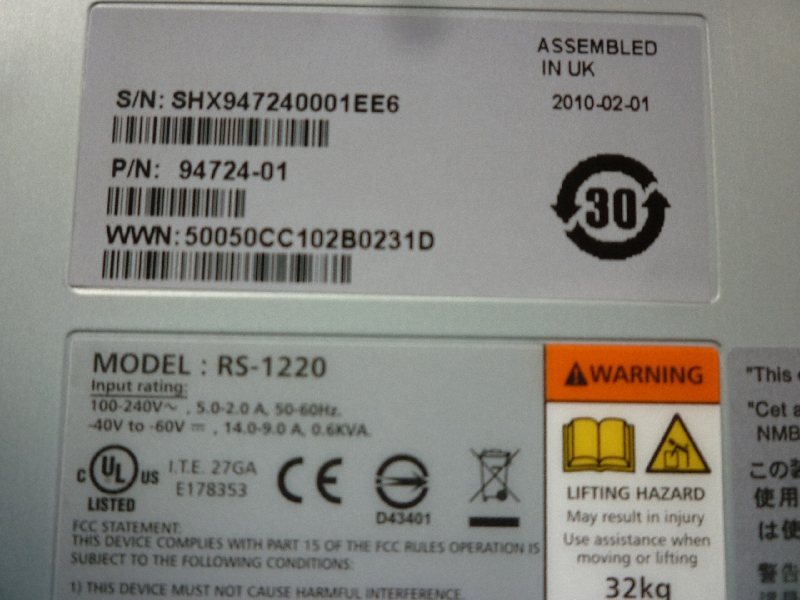 ASSEMBLED
IN UK
2010-02-01
S/N: SHX947240001EE6
P/N: 94724-01
WWN:50050CC102B0231D
30
MODEL : RS-1220
Input rating:
100-240V~ , 5.0-2.0 A, 50-60Hz.
-40V to -60V ⎓ , 14.0-9.0 A, 0.6KVA.
c UL US
LISTED
I.T.E. 27GA
E178353
CE
D43401
FCC STATEMENT:
THIS DEVICE COMPLIES WITH PART 15 OF THE FCC RULES OPERATION IS
SUBJECT TO THE FOLLOWING CONDITIONS:
1) THIS DEVICE MUST NOT CAUSE HARMFUL INTERFERENCE.
WARNING
LIFTING HAZARD
May result in injury
Use assistance when
moving or lifting
32kg
"This
"Cet a
NMB
この
使用
は使
警告